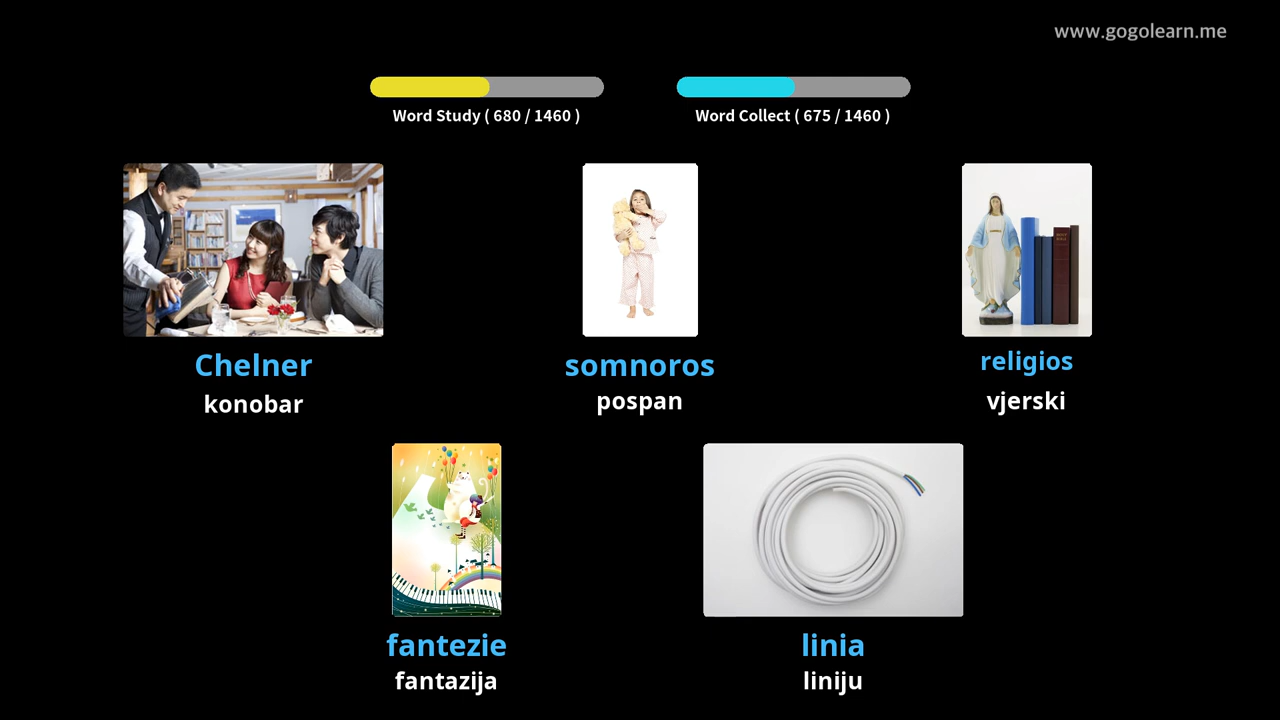 www.gogolearn.me
Word Study ( 680 / 1460 )
Word Collect ( 675 / 1460 )
Chelner
konobar
somnoros
pospan
religios
vjerski
fantezie
fantazija
linia
liniju